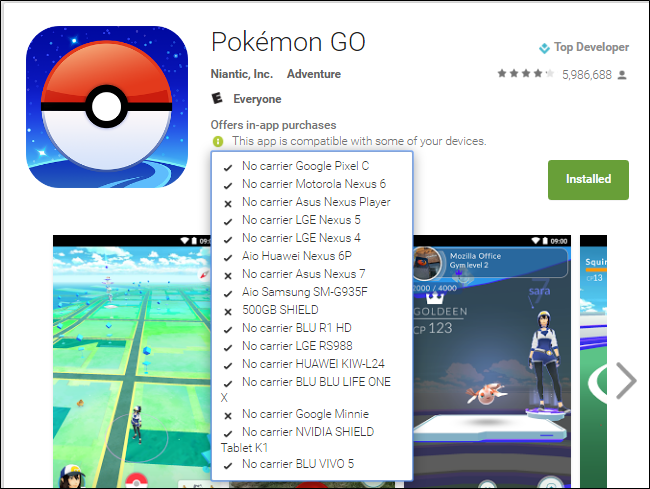 Pokémon GO
Top Developer
Niantic, Inc. Adventure
5,986,688
E Everyone
Offers in-app purchases
This app is compatible with some of your devices.
Installed
✓ No carrier Google Pixel C
✓ No carrier Motorola Nexus 6
✗ No carrier Asus Nexus Player
✓ No carrier LGE Nexus 5
✓ No carrier LGE Nexus 4
✓ Aio Huawei Nexus 6P
✗ No carrier Asus Nexus 7
✓ Aio Samsung SM-G935F
✗ 500GB SHIELD
✓ No carrier BLU R1 HD
✓ No carrier LGE RS988
✓ No carrier HUAWEI KIW-L24
✓ No carrier BLU BLU LIFE ONE
X
✗ No carrier Google Minnie
✓ No carrier NVIDIA SHIELD
Tablet K1
✓ No carrier BLU VIVO 5
09:00
Mozilla Office
Gym level 2
2000 / 4000
sara
GOLDEEN
CP 123
09:00
CP13